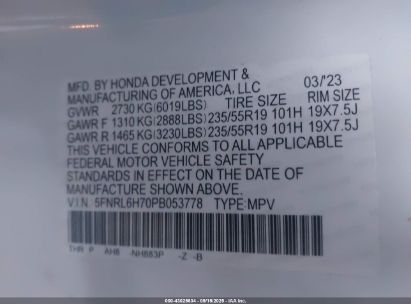 MFD. BY HONDA DEVELOPMENT &
MANUFACTURING OF AMERICA, LLC 03/'23
GVWR 2730 KG(6019LBS) TIRE SIZE RIM SIZE
GAWR F 1310 KG(2888LBS) 235/55R19 101H 19X7.5J
GAWR R 1465 KG(3230LBS) 235/55R19 101H 19X7.5J
THIS VEHICLE CONFORMS TO ALL APPLICABLE
FEDERAL MOTOR VEHICLE SAFETY
STANDARDS IN EFFECT ON THE DATE OF
MANUFACTURE SHOWN ABOVE.
V.I.N: 5FNRL6H70PB053778 TYPE:MPV
THR P AH6 -NH883P -Z -B